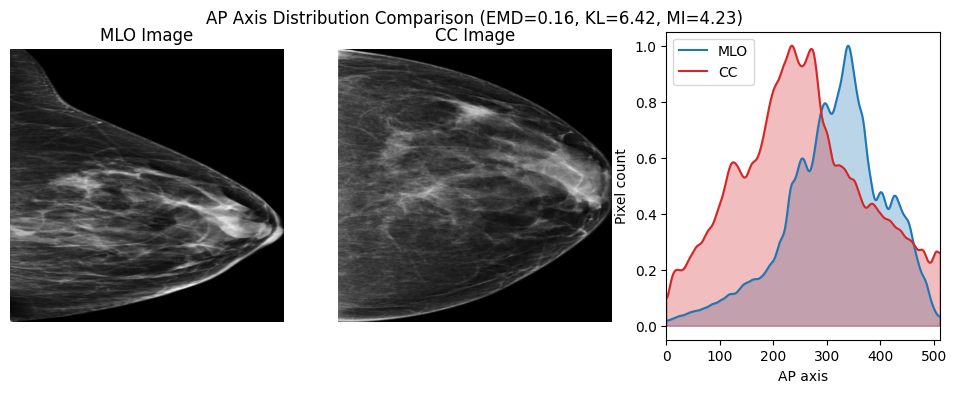 AP Axis Distribution Comparison (EMD=0.16, KL=6.42, MI=4.23)
MLO Image
CC Image
MLO
CC
Pixel count
1.0
0.8
0.6
0.4
0.2
0.0
0 100 200 300 400 500
AP axis